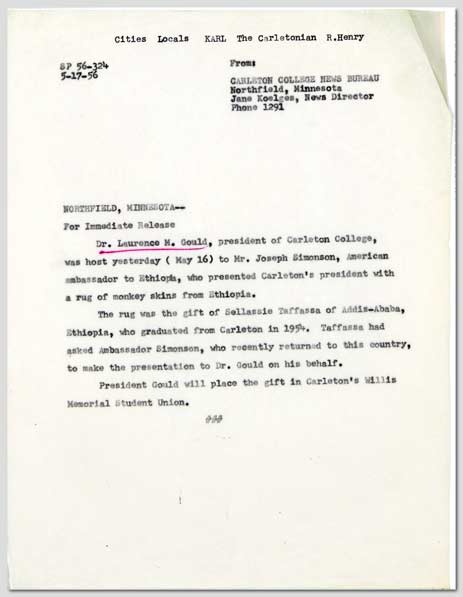 Cities Locals KARL The Carletonian R.Henry
SP 56-324
5-17-56
From:
CARLETON COLLEGE NEWS BUREAU
Northfield, Minnesota
Jane Koelges, News Director
Phone 1291
NORTHFIELD, MINNESOTA--
For Immediate Release
Dr. Laurence M. Gould, president of Carleton College,
was host yesterday ( May 16) to Mr. Joseph Simonson, American
ambassador to Ethiopia, who presented Carleton's president with
a rug of monkey skins from Ethiopia.
The rug was the gift of Sellassie Taffassa of Addis-Ababa,
Ethiopia, who graduated from Carleton in 1954. Taffassa had
asked Ambassador Simonson, who recently returned to this country,
to make the presentation to Dr. Gould on his behalf.
President Gould will place the gift in Carleton's Willis
Memorial Student Union.
###